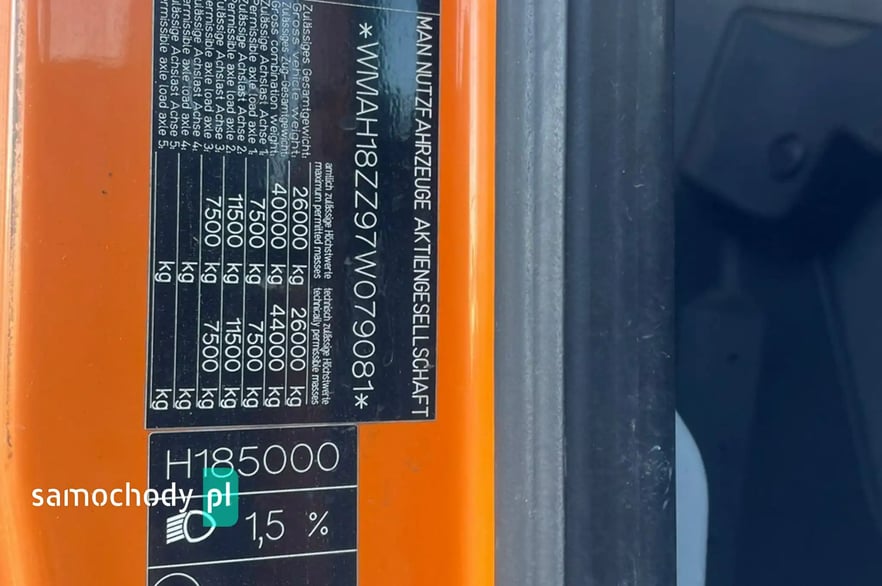 MAN NUTZFAHRZEUGE AKTIENGESELLSCHAFT
*WMAH18ZZ97W079081*
amtlich zulässige Höchstwerte technisch zulässige Höchstwerte
maximum permitted masses technically permissible masses
Zulässiges Gesamtgewicht:
Gross vehicle weight: 26000 kg 26000 kg
Zulässiges Zug-Gesamtgewicht:
Gross combination weight: 40000 kg 44000 kg
Zulässige Achslast Achse 1:
Permissible axle load axle 1: 7500 kg 7500 kg
Zulässige Achslast Achse 2:
Permissible axle load axle 2: 11500 kg 11500 kg
Zulässige Achslast Achse 3:
Permissible axle load axle 3: 7500 kg 7500 kg
Zulässige Achslast Achse 4:
Permissible axle load axle 4: kg kg
Zulässige Achslast Achse 5:
Permissible axle load axle 5: kg kg
H185000
1,5 %
samochody pl